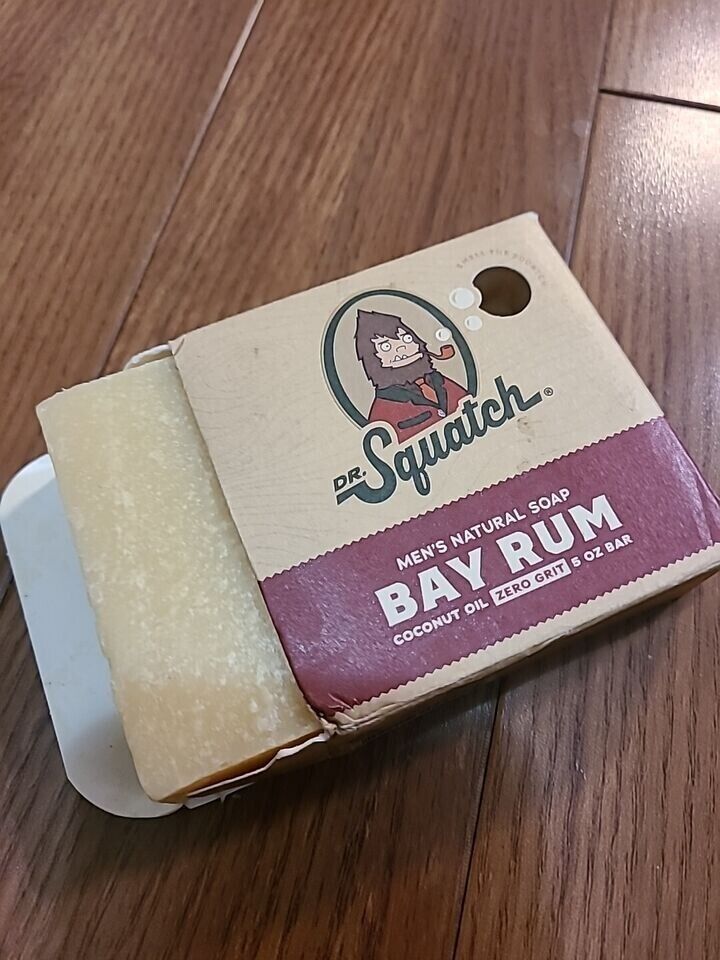 DR. Squatch®
MEN'S NATURAL SOAP
BAY RUM
COCONUT OIL ZERO GRIT 5 OZ BAR